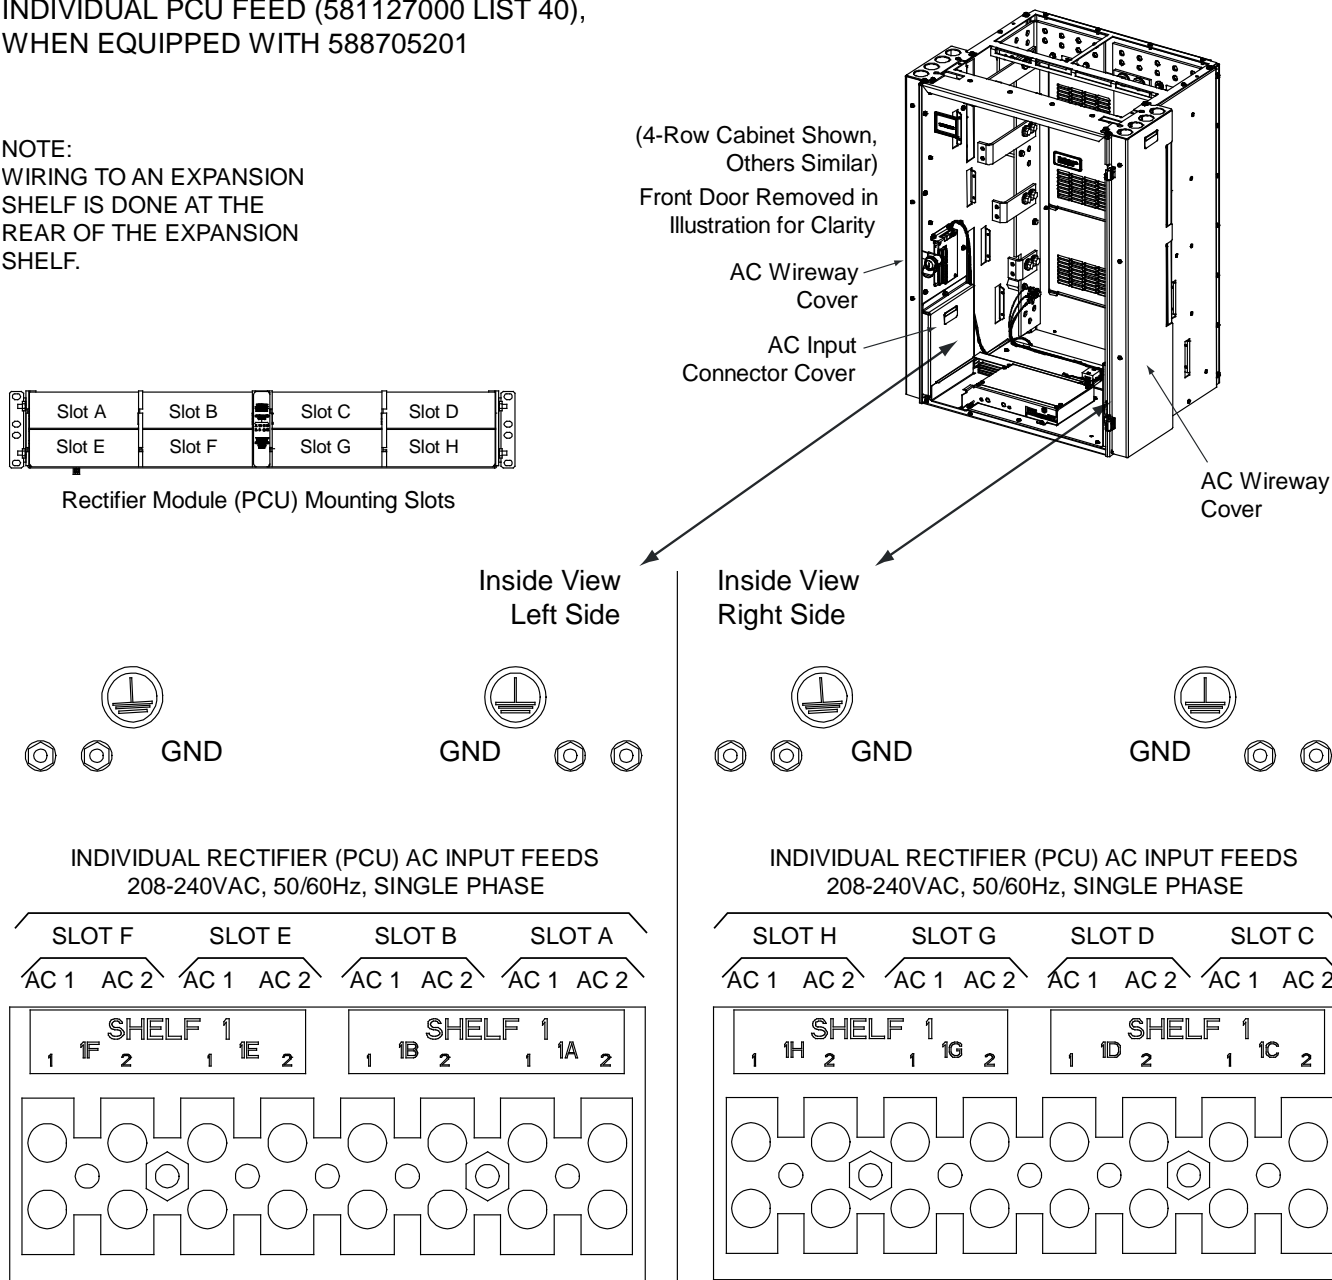 INDIVIDUAL PCU FEED (581127000 LIST 40),
WHEN EQUIPPED WITH 588705201
NOTE:
WIRING TO AN EXPANSION
SHELF IS DONE AT THE
REAR OF THE EXPANSION
SHELF.
(4-Row Cabinet Shown,
Others Similar)
Front Door Removed in
Illustration for Clarity
AC Wireway
Cover
AC Input
Connector Cover
AC Wireway
Cover
Slot A Slot B Slot C Slot D
Slot E Slot F Slot G Slot H
Rectifier Module (PCU) Mounting Slots
Inside View
Left Side
GND GND
INDIVIDUAL RECTIFIER (PCU) AC INPUT FEEDS
208-240VAC, 50/60Hz, SINGLE PHASE
SLOT F SLOT E SLOT B SLOT A
AC 1 AC 2 AC 1 AC 2 AC 1 AC 2 AC 1 AC 2
SHELF 1 SHELF 1
1 1F 2 1 1E 2 1 1B 2 1 1A 2
Inside View
Right Side
GND GND
INDIVIDUAL RECTIFIER (PCU) AC INPUT FEEDS
208-240VAC, 50/60Hz, SINGLE PHASE
SLOT H SLOT G SLOT D SLOT C
AC 1 AC 2 AC 1 AC 2 AC 1 AC 2 AC 1 AC 2
SHELF 1 SHELF 1
1 1H 2 1 1G 2 1 1D 2 1 1C 2